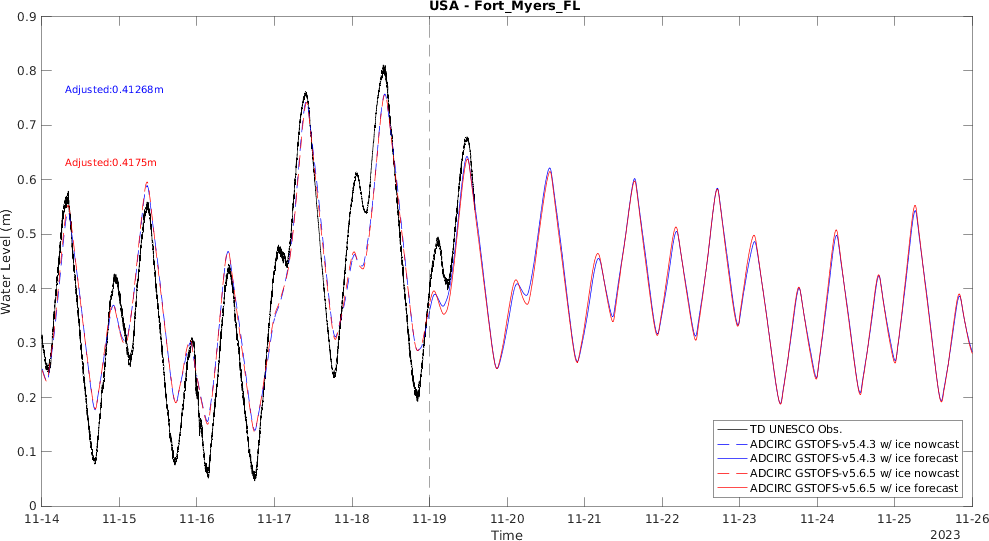 USA - Fort_Myers_FL
0.9
0.8
0.7
0.6
0.5
0.4
0.3
0.2
0.1
0
Water Level (m)
Adjusted:0.41268m
Adjusted:0.4175m
TD UNESCO Obs.
ADCIRC GSTOFS-v5.4.3 w/ ice nowcast
ADCIRC GSTOFS-v5.4.3 w/ ice forecast
ADCIRC GSTOFS-v5.6.5 w/ ice nowcast
ADCIRC GSTOFS-v5.6.5 w/ ice forecast
11-14 11-15 11-16 11-17 11-18 11-19 11-20 11-21 11-22 11-23 11-24 11-25 11-26
Time
2023